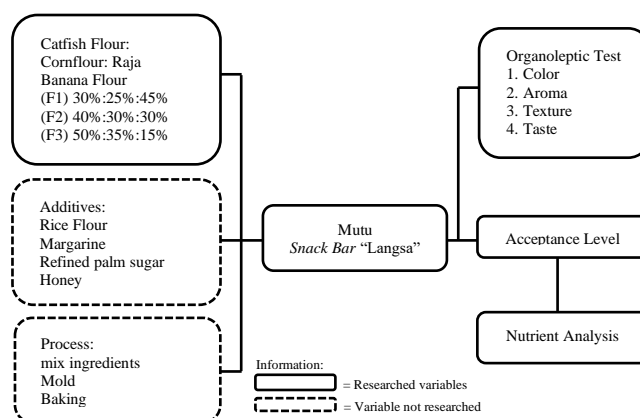 Catfish Flour:
Cornflour: Raja
Banana Flour
(F1) 30%:25%:45%
(F2) 40%:30%:30%
(F3) 50%:35%:15%
Additives:
Rice Flour
Margarine
Refined palm sugar
Honey
Process:
mix ingredients
Mold
Baking
Mutu
Snack Bar “Langsa”
Organoleptic Test
1. Color
2. Aroma
3. Texture
4. Taste
Acceptance Level
Nutrient Analysis
Information:
= Researched variables
= Variable not researched